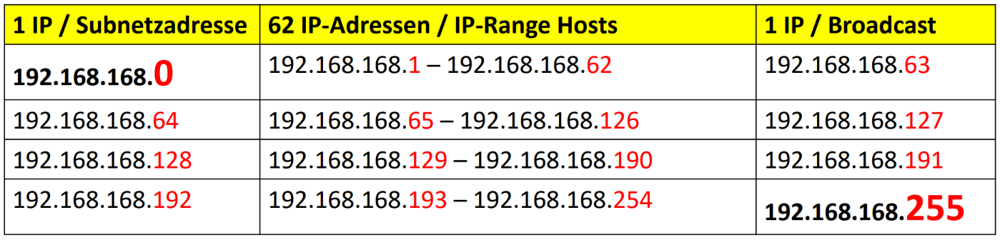 1 IP / Subnetzadresse 62 IP-Adressen / IP-Range Hosts 1 IP / Broadcast
192.168.168.0 192.168.168.1 – 192.168.168.62 192.168.168.63
192.168.168.64 192.168.168.65 – 192.168.168.126 192.168.168.127
192.168.168.128 192.168.168.129 – 192.168.168.190 192.168.168.191
192.168.168.192 192.168.168.193 – 192.168.168.254 192.168.168.255